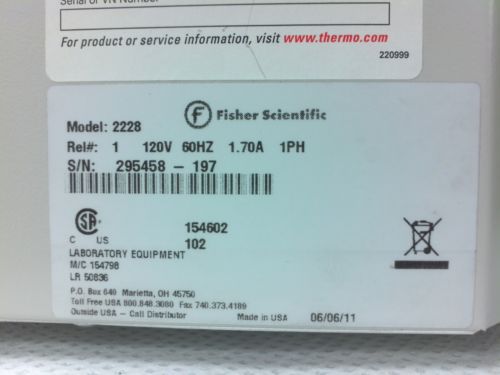 Serial or VN Number
For product or service information, visit www.thermo.com
220999
Fisher Scientific
Model: 2228
Rel#: 1 120V 60HZ 1.70A 1PH
S/N: 295458 - 197
C US
154602
102
LABORATORY EQUIPMENT
M/C 154798
LR 50836
P.O. Box 649 Marietta, OH 45750
Toll Free USA 800.848.3080 Fax 740.373.4189
Outside USA - Call Distributor Made in USA 06/06/11